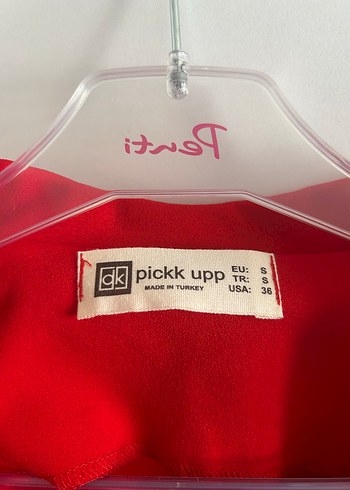 Penti
dk pickk upp
MADE IN TURKEY
EU: S
TR: S
USA: 36